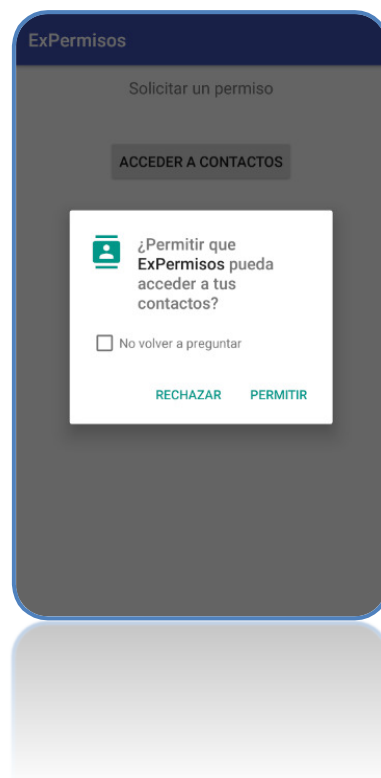 ExPermisos
Solicitar un permiso
ACCEDER A CONTACTOS
¿Permitir que
ExPermisos pueda
acceder a tus
contactos?
No volver a preguntar
RECHAZAR PERMITIR